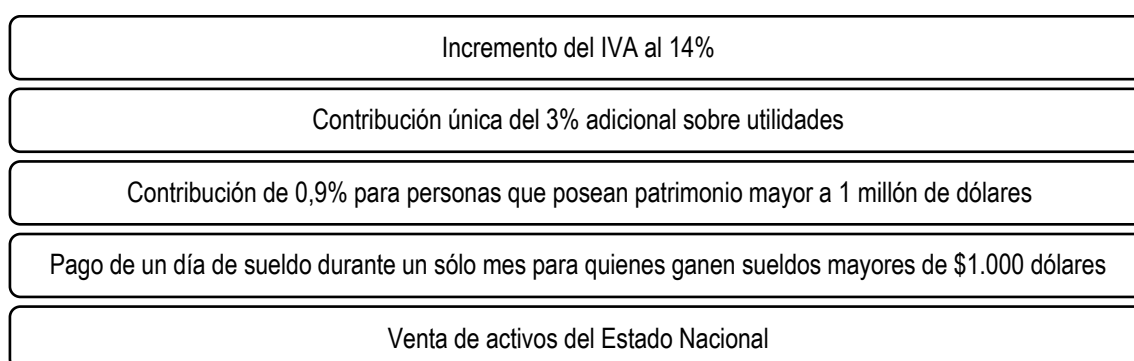 Incremento del IVA al 14%
Contribución única del 3% adicional sobre utilidades
Contribución de 0,9% para personas que posean patrimonio mayor a 1 millón de dólares
Pago de un día de sueldo durante un sólo mes para quienes ganen sueldos mayores de $1.000 dólares
Venta de activos del Estado Nacional